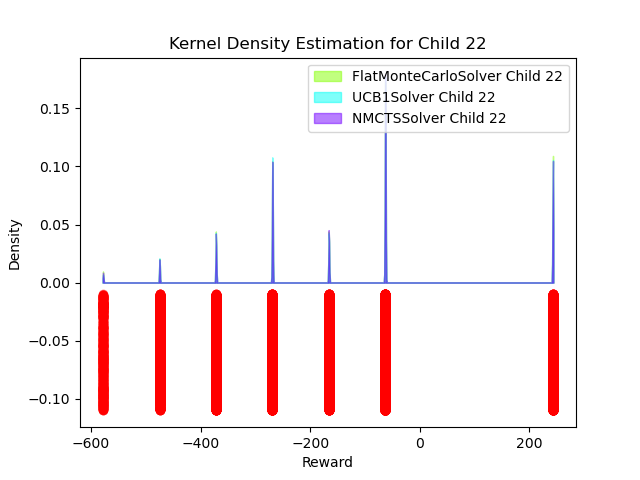 Kernel Density Estimation for Child 22
FlatMonteCarloSolver Child 22
UCB1Solver Child 22
NMCTSSolver Child 22
Density
0.15
0.10
0.05
0.00
−0.05
−0.10
−600
−400
−200
0
200
Reward